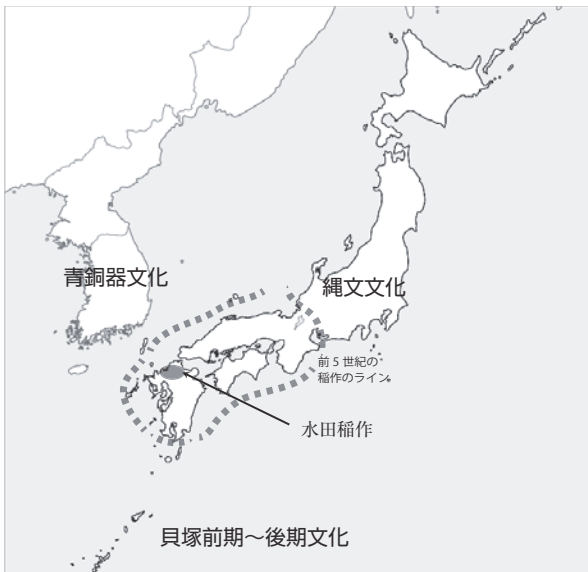 青銅器文化
縄文文化
前5世紀の
稲作のライン
水田稲作
貝塚前期〜後期文化